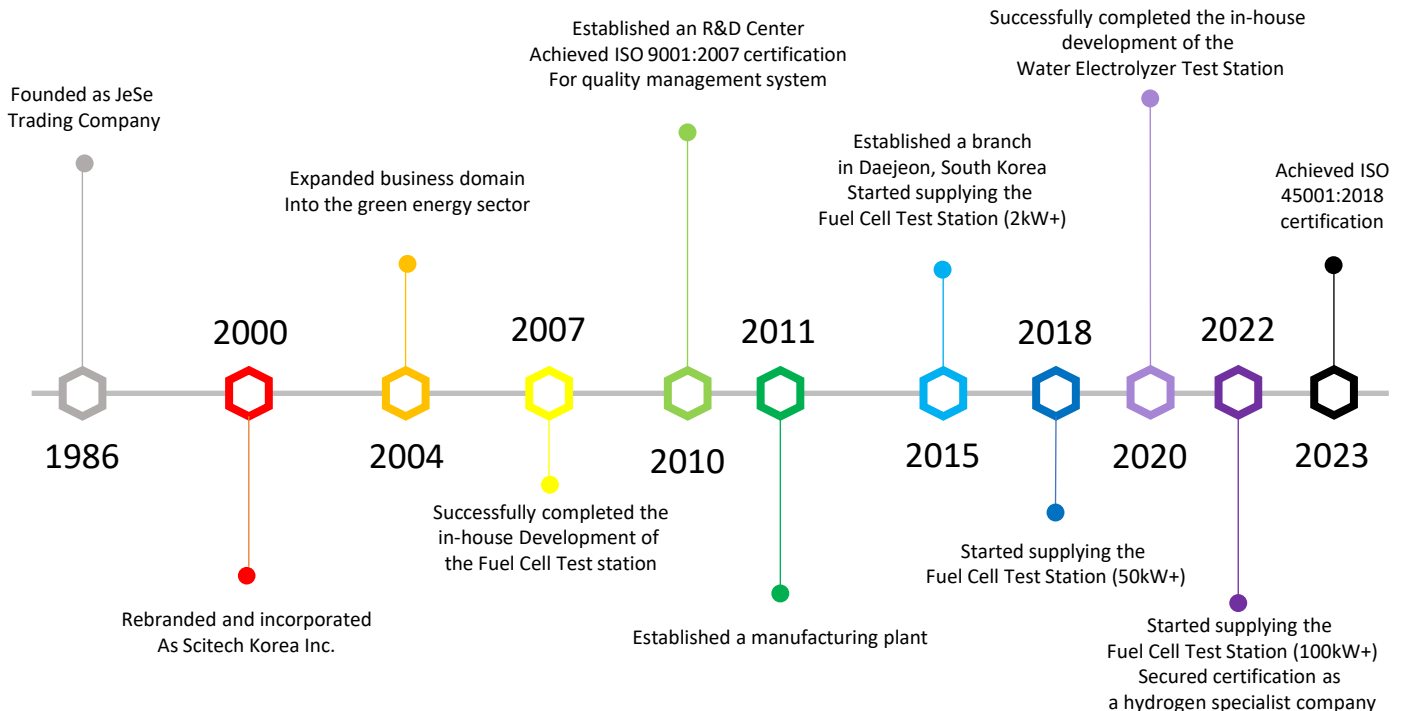 Founded as JeSe
Trading Company
1986
2000
Rebranded and incorporated
As Scitech Korea Inc.
Expanded business domain
Into the green energy sector
2004
2007
Successfully completed the
in-house Development of
the Fuel Cell Test station
Established an R&D Center
Achieved ISO 9001:2007 certification
For quality management system
2010
2011
Established a manufacturing plant
Established a branch
in Daejeon, South Korea
Started supplying the
Fuel Cell Test Station (2kW+)
2015
2018
Started supplying the
Fuel Cell Test Station (50kW+)
Successfully completed the in-house
development of the
Water Electrolyzer Test Station
2020
2022
Started supplying the
Fuel Cell Test Station (100kW+)
Secured certification as
a hydrogen specialist company
Achieved ISO
45001:2018
certification
2023